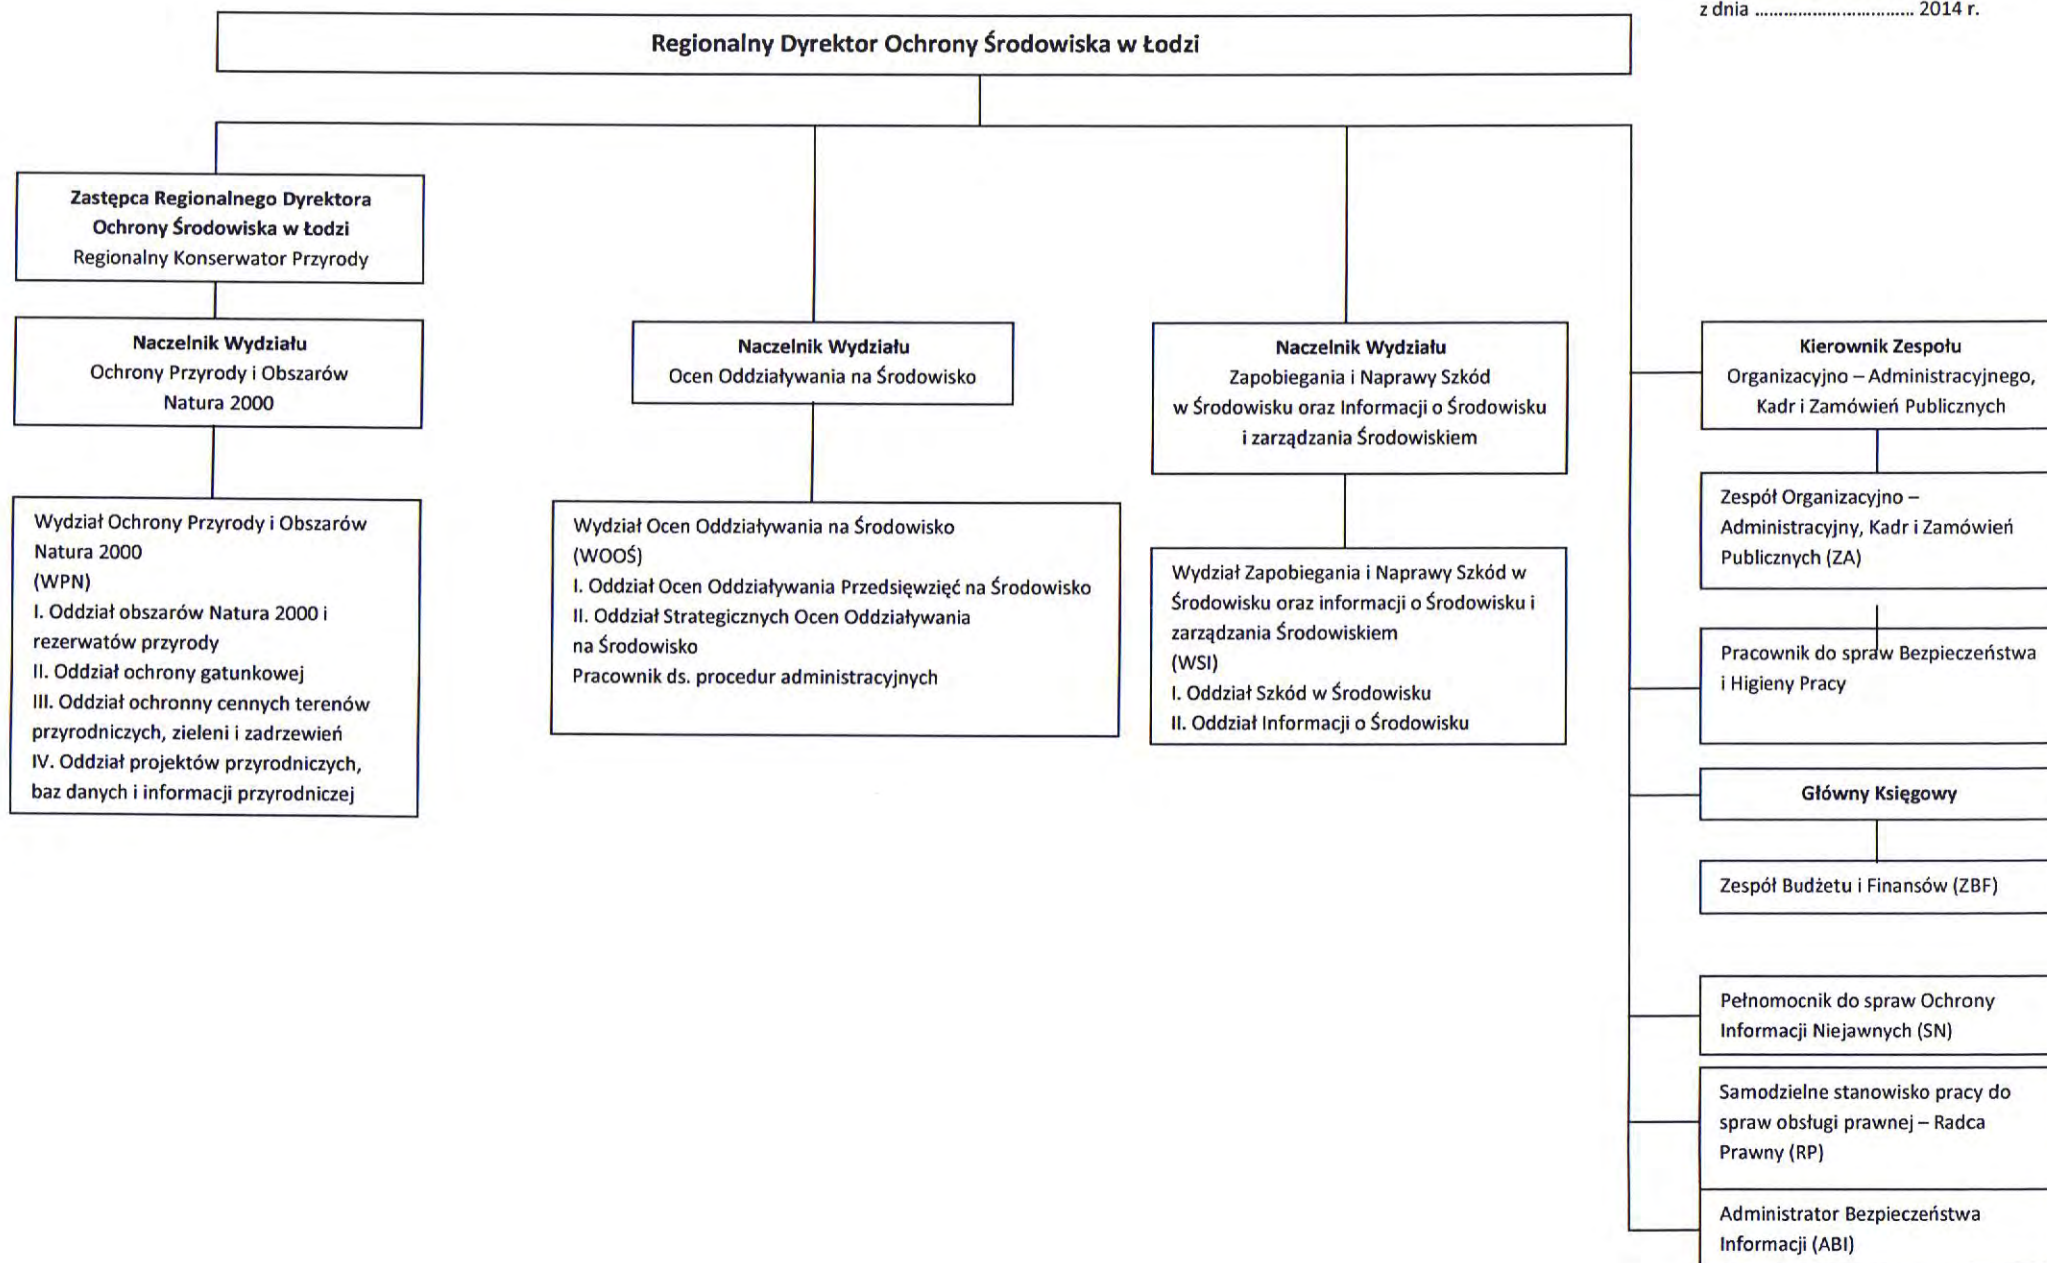 z dnia ................................ 2014 r.
Regionalny Dyrektor Ochrony Środowiska w Łodzi
Zastępca Regionalnego Dyrektora
Ochrony Środowiska w Łodzi
Regionalny Konserwator Przyrody
Naczelnik Wydziału
Ochrony Przyrody i Obszarów
Natura 2000
Wydział Ochrony Przyrody i Obszarów
Natura 2000
(WPN)
I. Oddział obszarów Natura 2000 i
rezerwatów przyrody
II. Oddział ochrony gatunkowej
III. Oddział ochronny cennych terenów
przyrodniczych, zieleni i zadrzewień
IV. Oddział projektów przyrodniczych,
baz danych i informacji przyrodniczej
Naczelnik Wydziału
Ocen Oddziaływania na Środowisko
Wydział Ocen Oddziaływania na Środowisko
(WOOŚ)
I. Oddział Ocen Oddziaływania Przedsięwzięć na Środowisko
II. Oddział Strategicznych Ocen Oddziaływania
na Środowisko
Pracownik ds. procedur administracyjnych
Naczelnik Wydziału
Zapobiegania i Naprawy Szkód
w Środowisku oraz Informacji o Środowisku
i zarządzania Środowiskiem
Wydział Zapobiegania i Naprawy Szkód w
Środowisku oraz informacji o Środowisku i
zarządzania Środowiskiem
(WSI)
I. Oddział Szkód w Środowisku
II. Oddział Informacji o Środowisku
Kierownik Zespołu
Organizacyjno – Administracyjnego,
Kadr i Zamówień Publicznych
Zespół Organizacyjno –
Administracyjny, Kadr i Zamówień
Publicznych (ZA)
Pracownik do spraw Bezpieczeństwa
i Higieny Pracy
Główny Księgowy
Zespół Budżetu i Finansów (ZBF)
Pełnomocnik do spraw Ochrony
Informacji Niejawnych (SN)
Samodzielne stanowisko pracy do
spraw obsługi prawnej – Radca
Prawny (RP)
Administrator Bezpieczeństwa
Informacji (ABI)